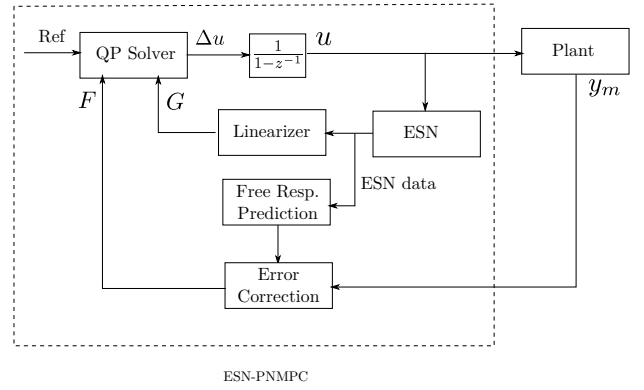 Ref
QP Solver
Δu
1
1−z⁻¹
u
Plant
F
G
y_m
Linearizer
ESN
ESN data
Free Resp.
Prediction
Error
Correction
ESN-PNMPC